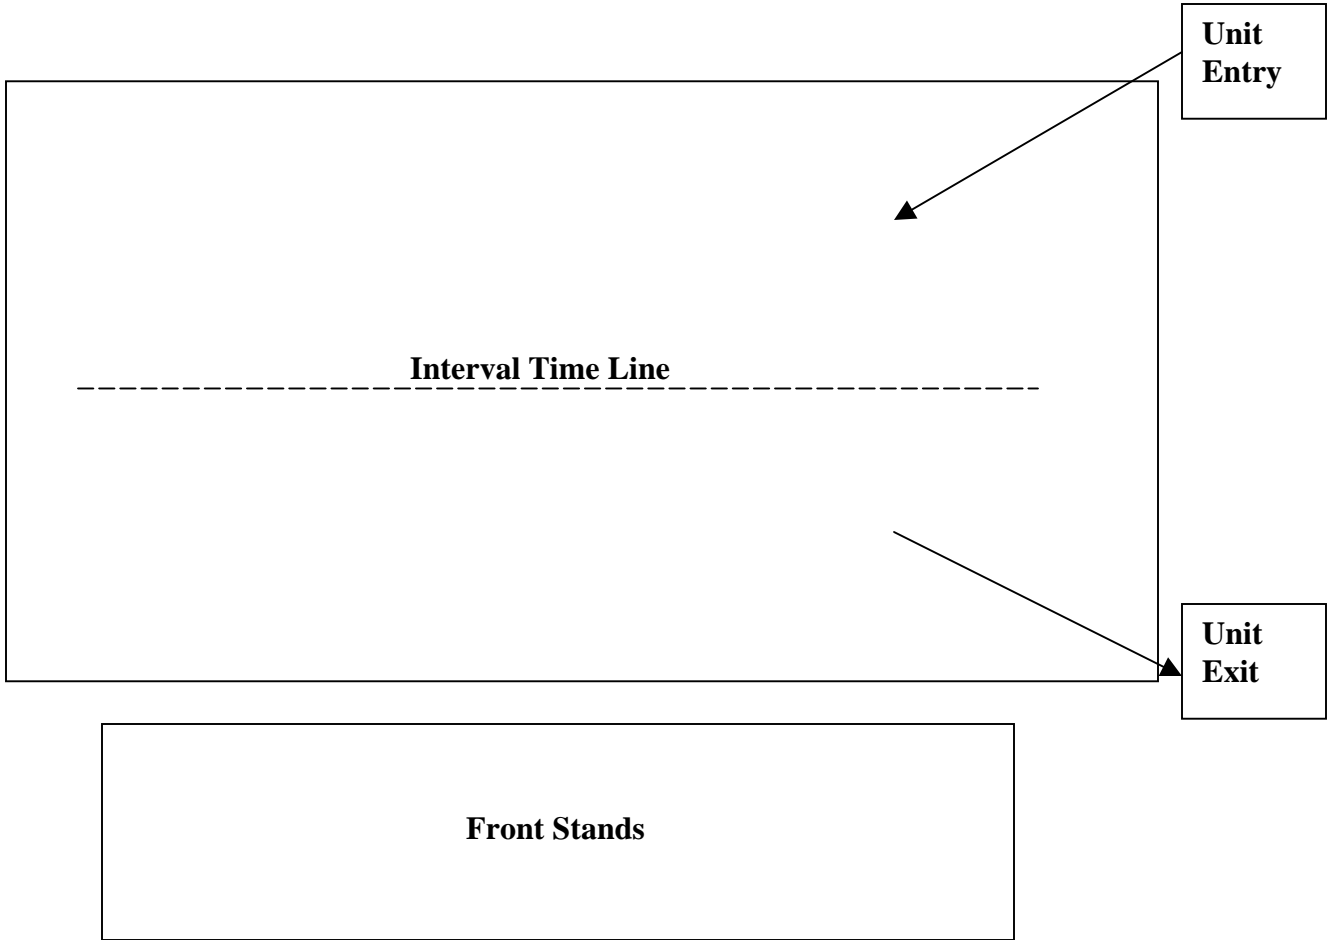 Unit
Entry
Interval Time Line
Unit
Exit
Front Stands